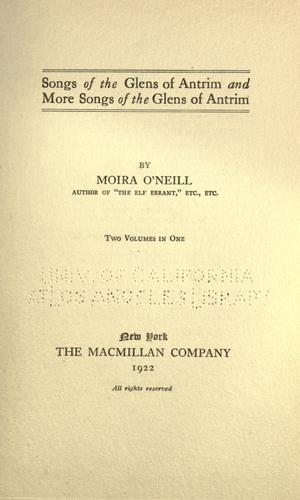 Songs of the Glens of Antrim and
More Songs of the Glens of Antrim
BY
MOIRA O'NEILL
AUTHOR OF "THE ELF ERRANT," ETC., ETC.
TWO VOLUMES IN ONE
UNIV. OF CALIFORNIA
AT LOS ANGELES LIBRARY
New York
THE MACMILLAN COMPANY
1922
All rights reserved